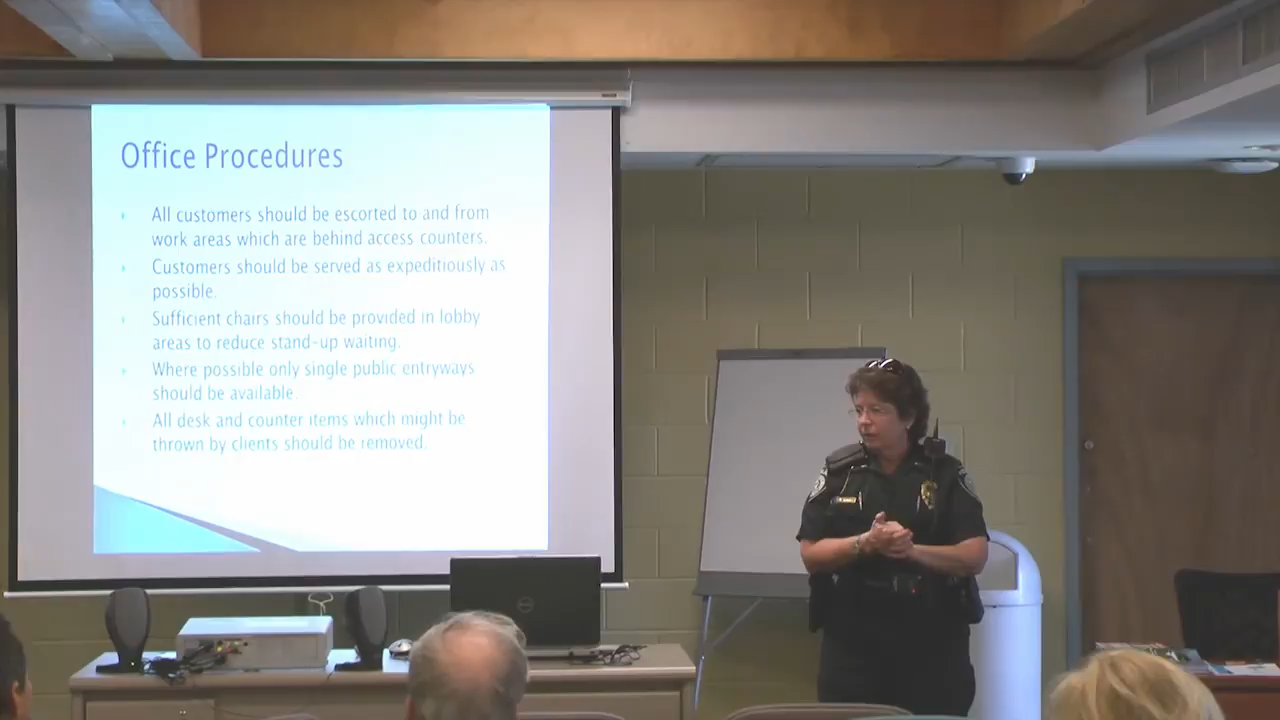 Office Procedures
All customers should be escorted to and from
work areas which are behind access counters.
Customers should be served as expeditiously as
possible.
Sufficient chairs should be provided in lobby
areas to reduce stand-up waiting.
Where possible only single public entryways
should be available.
All desk and counter items which might be
thrown by clients should be removed.